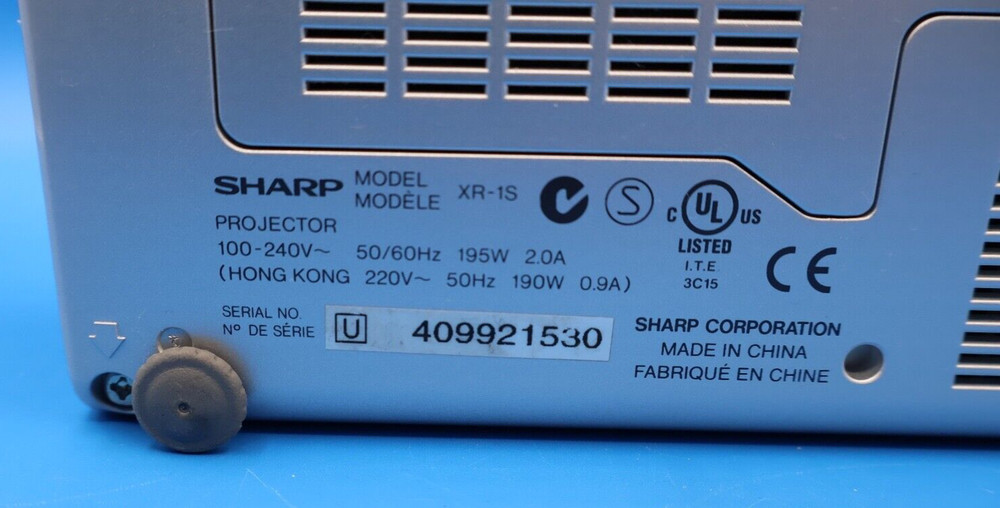 SHARP MODEL XR-1S
MODÈLE
PROJECTOR
100-240V~ 50/60Hz 195W 2.0A
(HONG KONG 220V~ 50Hz 190W 0.9A)
S
C UL US
LISTED
I.T.E
3C15
CE
SERIAL NO.
Nº DE SÉRIE
U 409921530
SHARP CORPORATION
MADE IN CHINA
FABRIQUÉ EN CHINE